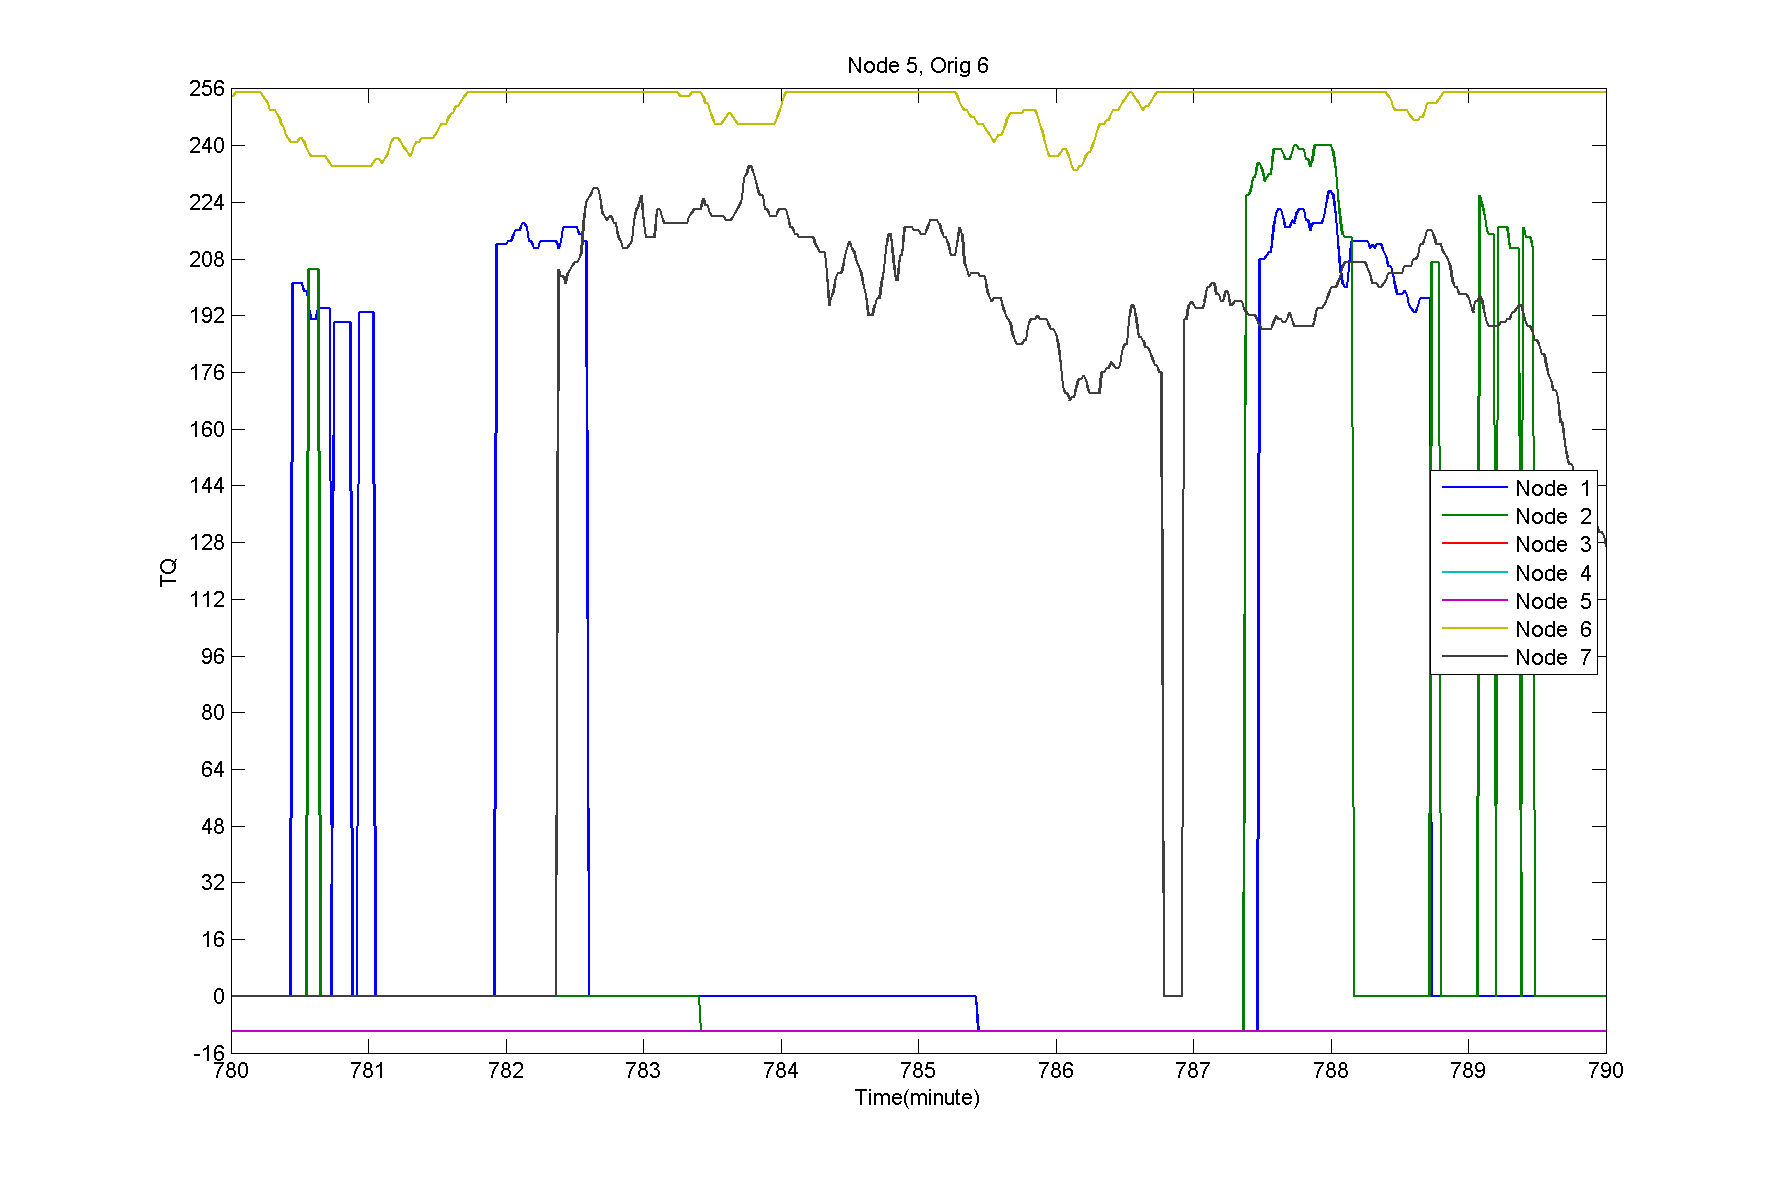 Node 5, Orig 6
256
240
224
208
192
176
160
144
128
112
96
80
64
48
32
16
0
-16
TQ
780 781 782 783 784 785 786 787 788 789 790
Time(minute)
Node 1
Node 2
Node 3
Node 4
Node 5
Node 6
Node 7